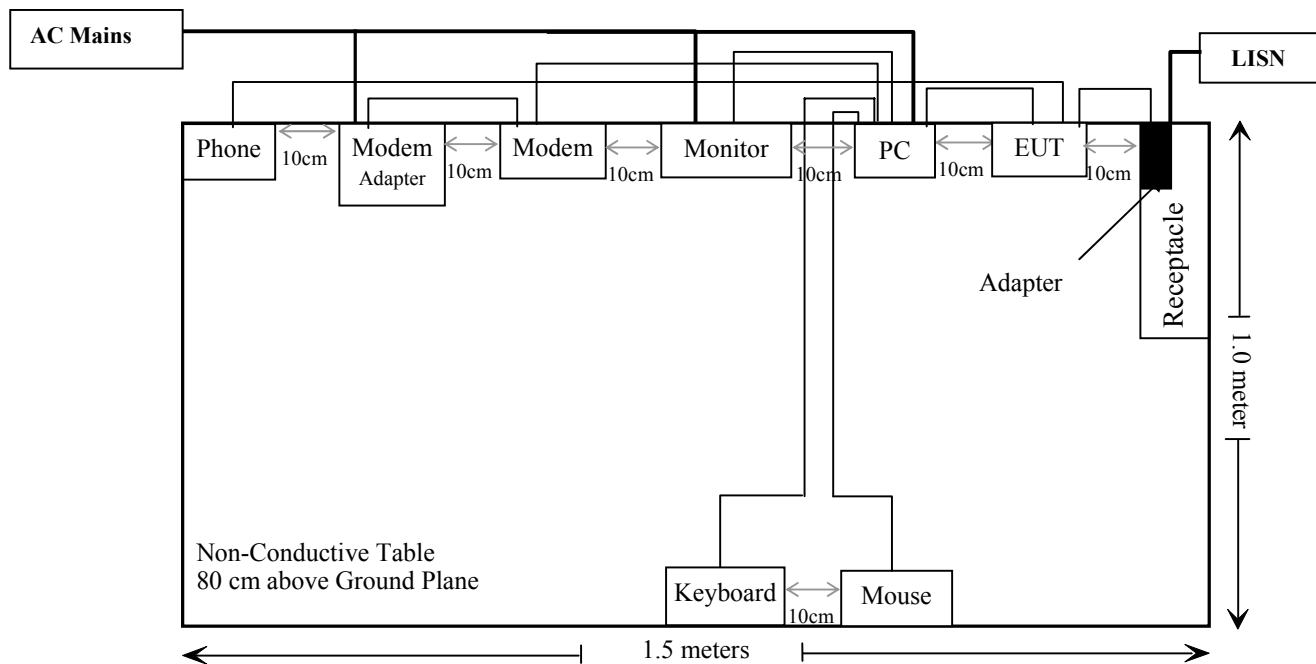 AC Mains
LISN
Phone
10cm
Modem
Adapter
10cm
Modem
10cm
Monitor
10cm
PC
10cm
EUT
10cm
Receptacle
Adapter
1.0 meter
Non-Conductive Table
80 cm above Ground Plane
Keyboard
10cm
Mouse
1.5 meters